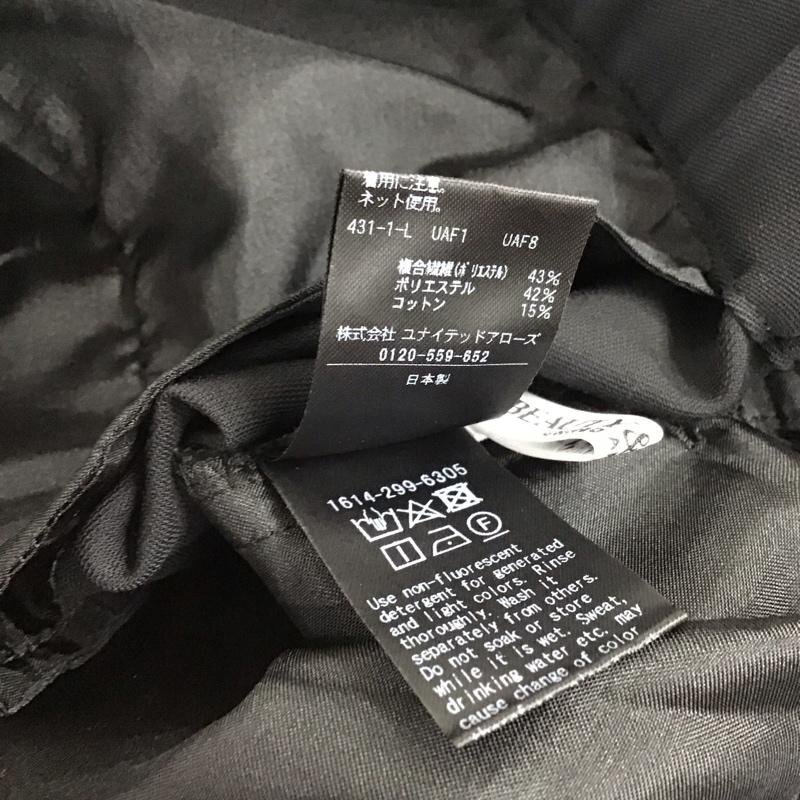 着用に注意。
ネット使用。
431-1-L UAF1 UAF8
複合繊維(ポリエステル) 43%
ポリエステル 42%
コットン 15%
株式会社 ユナイテッドアローズ
0120-559-652
日本製
1614-299-6305
Use non-fluorescent
detergent for generated
and light colors. Rinse
thoroughly. Wash it
separately from others.
Do not soak or store
while it is wet. Sweat,
drinking water etc. may
cause change of color